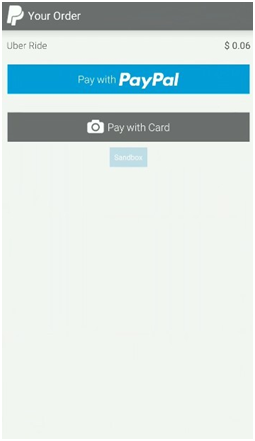 Your Order
Uber Ride $ 0.06
Pay with PayPal
Pay with Card
Sandbox